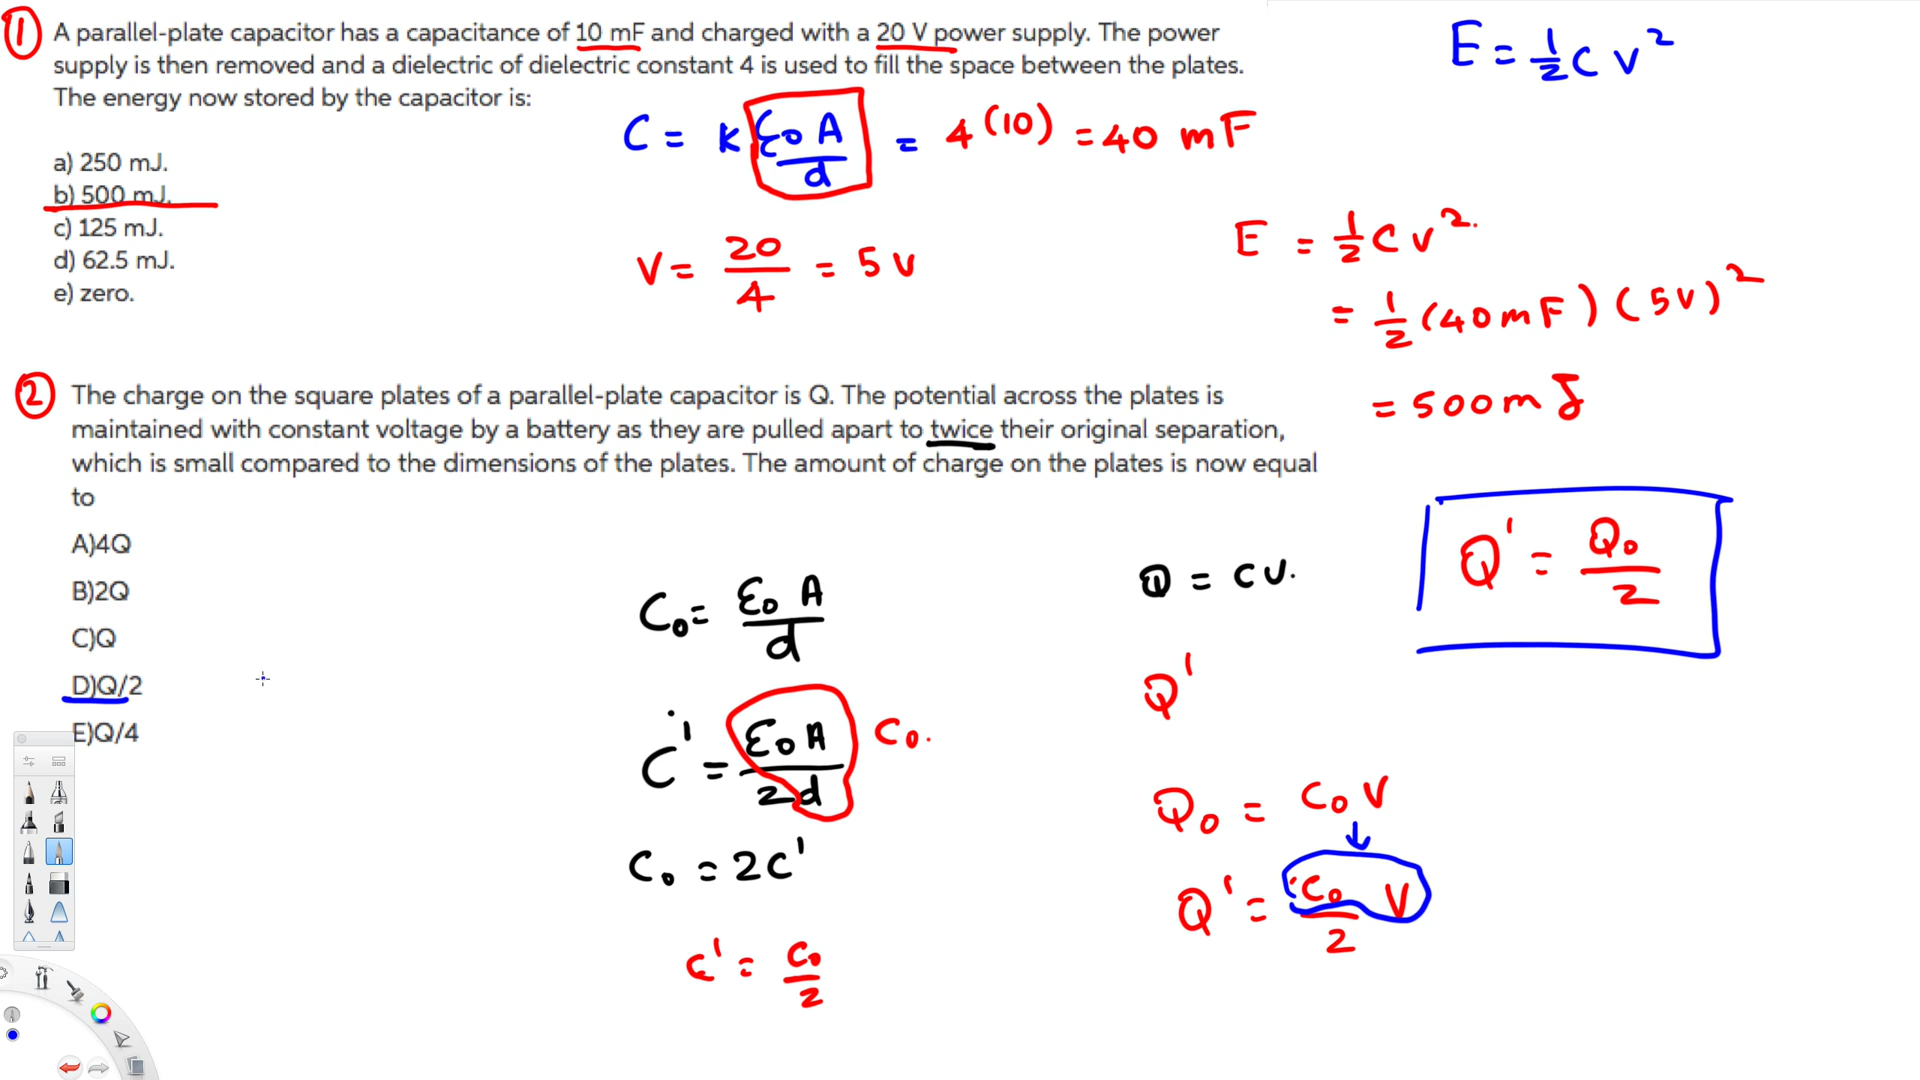 1 A parallel-plate capacitor has a capacitance of 10 mF and charged with a 20 V power supply. The power
supply is then removed and a dielectric of dielectric constant 4 is used to fill the space between the plates.
The energy now stored by the capacitor is:
a) 250 mJ.
b) 500 mJ.
c) 125 mJ.
d) 62.5 mJ.
e) zero.
E = 1/2 C V²
C = K ε₀A/d = 4(10) = 40 mF
V = 20/4 = 5 V
E = 1/2 C V².
= 1/2 (40mF)(5V)²
= 500mJ
2 The charge on the square plates of a parallel-plate capacitor is Q. The potential across the plates is
maintained with constant voltage by a battery as they are pulled apart to twice their original separation,
which is small compared to the dimensions of the plates. The amount of charge on the plates is now equal
to
A)4Q
B)2Q
C)Q
D)Q/2
E)Q/4
C₀ = ε₀A/d
C' = ε₀A/2d C₀.
C₀ = 2C'
C' = C₀/2
Q = CV.
Q'
Q₀ = C₀V
Q' = C₀/2 V
Q' = Q₀/2